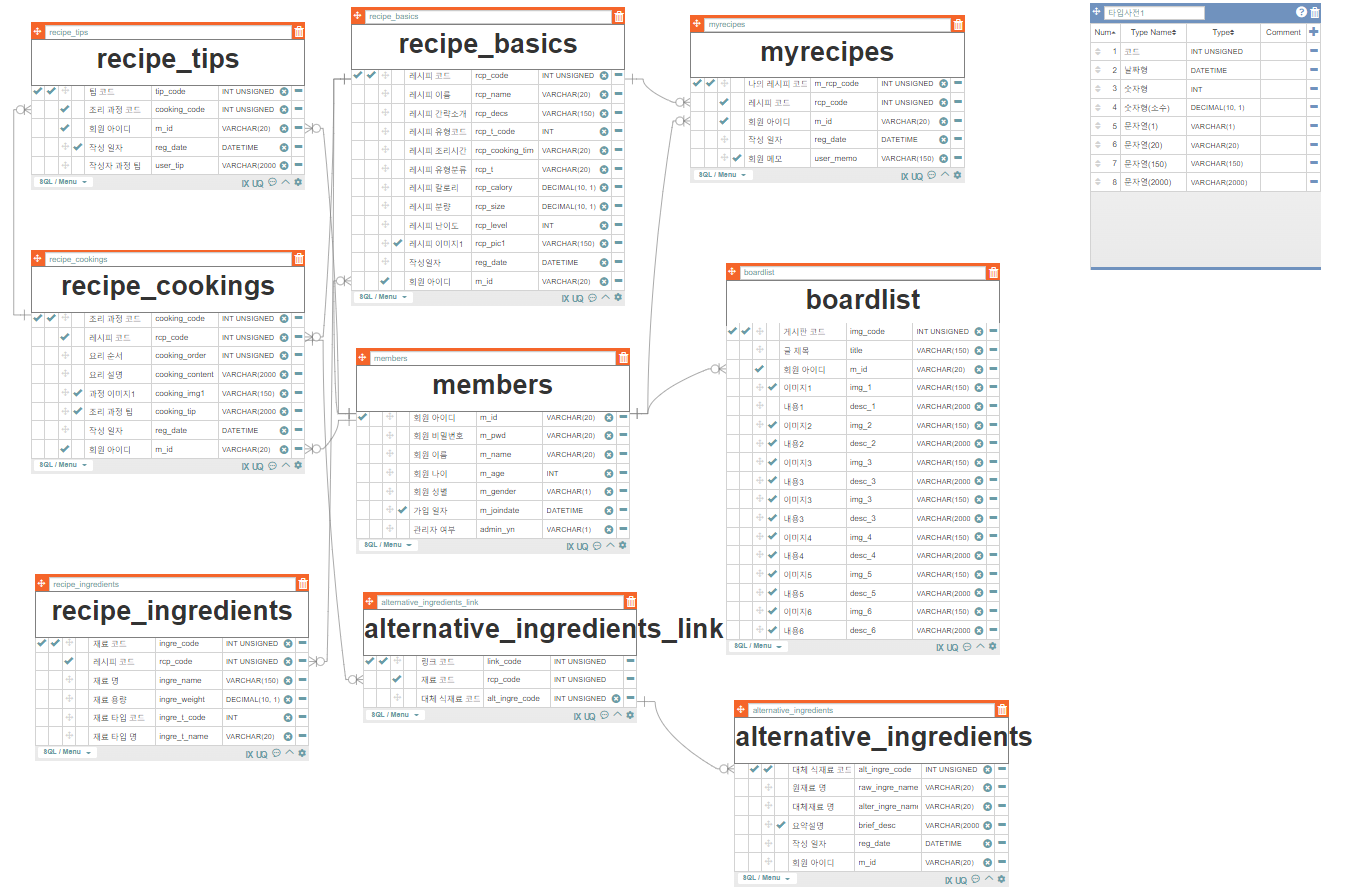 recipe_tips
recipe_tips
팁 코드 tip_code INT UNSIGNED
조리 과정 코드 cooking_code INT UNSIGNED
회원 아이디 m_id VARCHAR(20)
작성 일자 reg_date DATETIME
작성자 과정 팁 user_tip VARCHAR(2000
SQL / Menu IX UQ
recipe_basics
recipe_basics
레시피 코드 rcp_code INT UNSIGNED
레시피 이름 rcp_name VARCHAR(20)
레시피 간략소개 rcp_decs VARCHAR(150)
레시피 유형코드 rcp_t_code INT
레시피 조리시간 rcp_cooking_tim VARCHAR(20)
레시피 유형분류 rcp_t VARCHAR(20)
레시피 칼로리 rcp_calory DECIMAL(10, 1)
레시피 분량 rcp_size DECIMAL(10, 1)
레시피 난이도 rcp_level INT
레시피 이미지1 rcp_pic1 VARCHAR(150)
작성일자 reg_date DATETIME
회원 아이디 m_id VARCHAR(20)
SQL / Menu IX UQ
myrecipes
myrecipes
나의 레시피 코드 m_rcp_code INT UNSIGNED
레시피 코드 rcp_code INT UNSIGNED
회원 아이디 m_id VARCHAR(20)
작성 일자 reg_date DATETIME
회원 메모 user_memo VARCHAR(150)
SQL / Menu IX UQ
타입사전1 ?
Num Type Name Type Comment
1 코드 INT UNSIGNED
2 날짜형 DATETIME
3 숫자형 INT
4 숫자형(소수) DECIMAL(10, 1)
5 문자열(1) VARCHAR(1)
6 문자열(20) VARCHAR(20)
7 문자열(150) VARCHAR(150)
8 문자열(2000) VARCHAR(2000)
recipe_cookings
recipe_cookings
조리 과정 코드 cooking_code INT UNSIGNED
레시피 코드 rcp_code INT UNSIGNED
요리 순서 cooking_order INT UNSIGNED
요리 설명 cooking_content VARCHAR(2000
과정 이미지1 cooking_img1 VARCHAR(150)
조리 과정 팁 cooking_tip VARCHAR(2000
작성 일자 reg_date DATETIME
회원 아이디 m_id VARCHAR(20)
SQL / Menu IX UQ
members
members
회원 아이디 m_id VARCHAR(20)
회원 비밀번호 m_pwd VARCHAR(20)
회원 이름 m_name VARCHAR(20)
회원 나이 m_age INT
회원 성별 m_gender VARCHAR(1)
가입 일자 m_joindate DATETIME
관리자 여부 admin_yn VARCHAR(1)
SQL / Menu IX UQ
boardlist
boardlist
게시판 코드 img_code INT UNSIGNED
글 제목 title VARCHAR(150)
회원 아이디 m_id VARCHAR(20)
이미지1 img_1 VARCHAR(150)
내용1 desc_1 VARCHAR(2000
이미지2 img_2 VARCHAR(150)
내용2 desc_2 VARCHAR(2000
이미지3 img_3 VARCHAR(150)
내용3 desc_3 VARCHAR(2000
이미지3 img_3 VARCHAR(150)
내용3 desc_3 VARCHAR(2000
이미지4 img_4 VARCHAR(150)
내용4 desc_4 VARCHAR(2000
이미지5 img_5 VARCHAR(150)
내용5 desc_5 VARCHAR(2000
이미지6 img_6 VARCHAR(150)
내용6 desc_6 VARCHAR(2000
SQL / Menu IX UQ
recipe_ingredients
recipe_ingredients
재료 코드 ingre_code INT UNSIGNED
레시피 코드 rcp_code INT UNSIGNED
재료 명 ingre_name VARCHAR(150)
재료 용량 ingre_weight DECIMAL(10, 1)
재료 타입 코드 ingre_t_code INT
재료 타입 명 ingre_t_name VARCHAR(20)
SQL / Menu IX UQ
alternative_ingredients_link
alternative_ingredients_link
링크 코드 link_code INT UNSIGNED
재료 코드 rcp_code INT UNSIGNED
대체 식재료 코드 alt_ingre_code INT UNSIGNED
SQL / Menu IX UQ
alternative_ingredients
alternative_ingredients
대체 식재료 코드 alt_ingre_code INT UNSIGNED
원재료 명 raw_ingre_name VARCHAR(20)
대체재료 명 alter_ingre_name VARCHAR(20)
요약설명 brief_desc VARCHAR(2000
작성 일자 reg_date DATETIME
회원 아이디 m_id VARCHAR(20)
SQL / Menu IX UQ